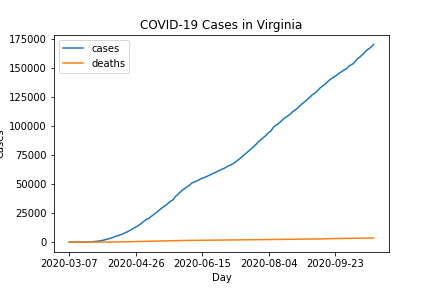 COVID-19 Cases in Virginia
175000
150000
125000
100000
75000
50000
25000
0
cases
deaths
cases
2020-03-07 2020-04-26 2020-06-15 2020-08-04 2020-09-23
Day